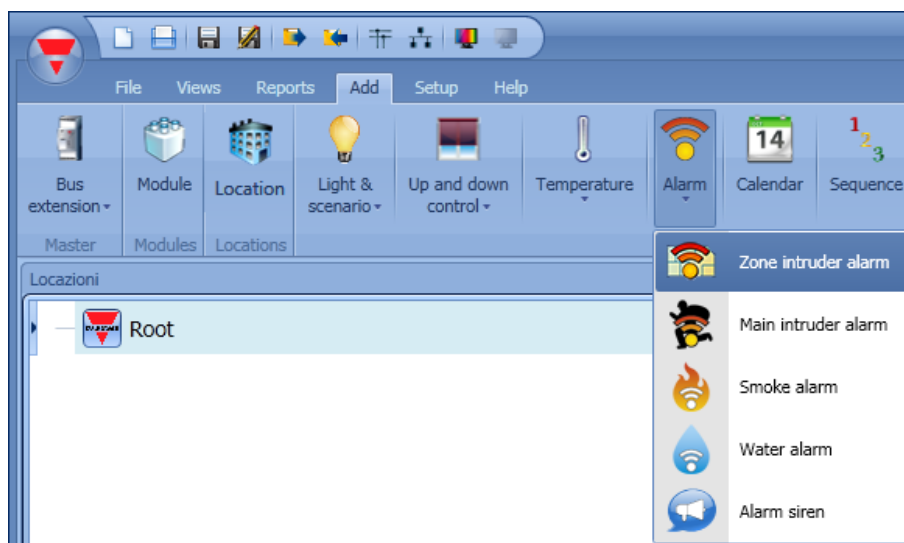 File Views Reports Add Setup Help
Bus extension
Module
Location
Light & scenario
Up and down control
Temperature
Alarm
14
Calendar
1 2 3
Sequence
Master
Modules
Locations
Locazioni
Root
Zone intruder alarm
Main intruder alarm
Smoke alarm
Water alarm
Alarm siren